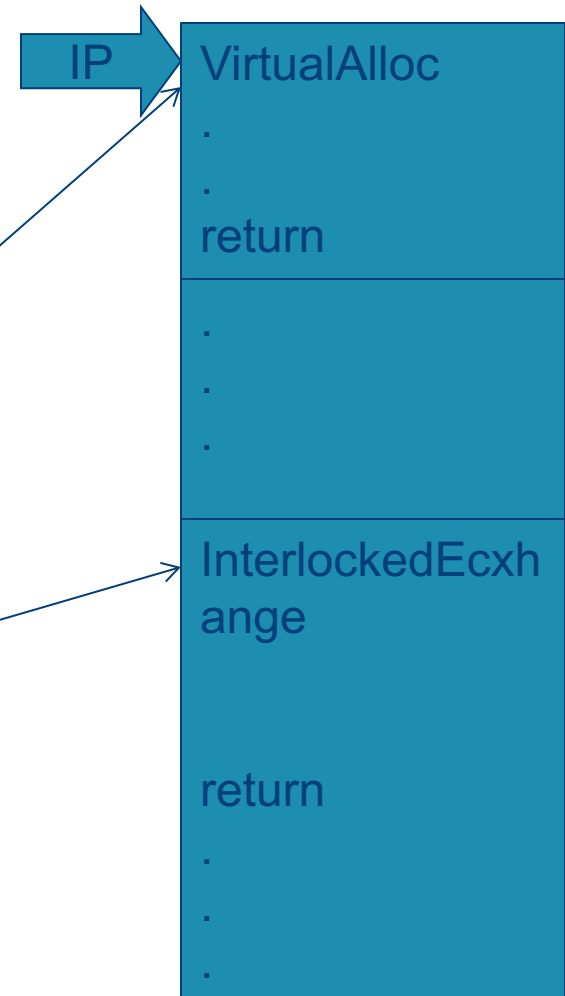 IP
VirtualAlloc
.
.
return
.
.
.
InterlockedEcxh
ange
return
.
.
.